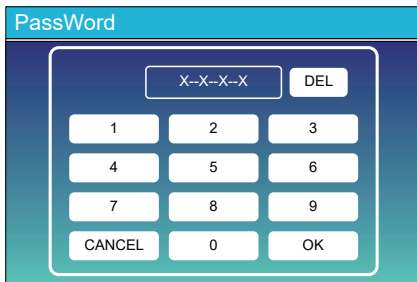 PassWord
X--X--X--X DEL
1 2 3
4 5 6
7 8 9
CANCEL 0 OK